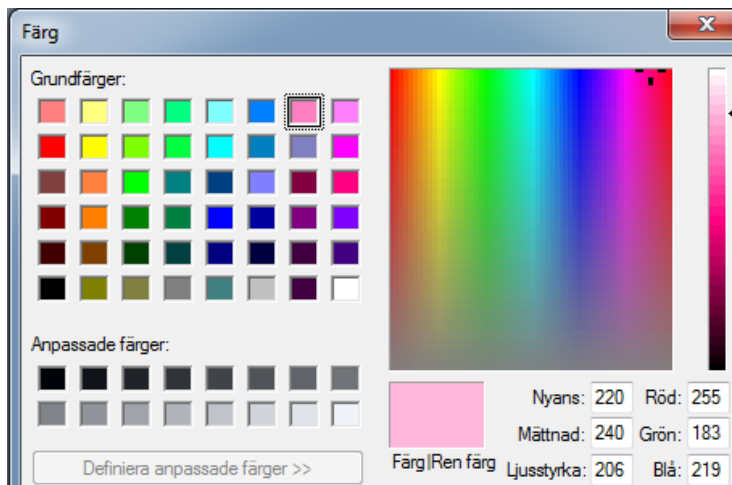 Färg
Grundfärger:
Anpassade färger:
Definiera anpassade färger >>
Färg|Ren färg
Nyans: 220 Röd: 255
Mättnad: 240 Grön: 183
Ljusstyrka: 206 Blå: 219